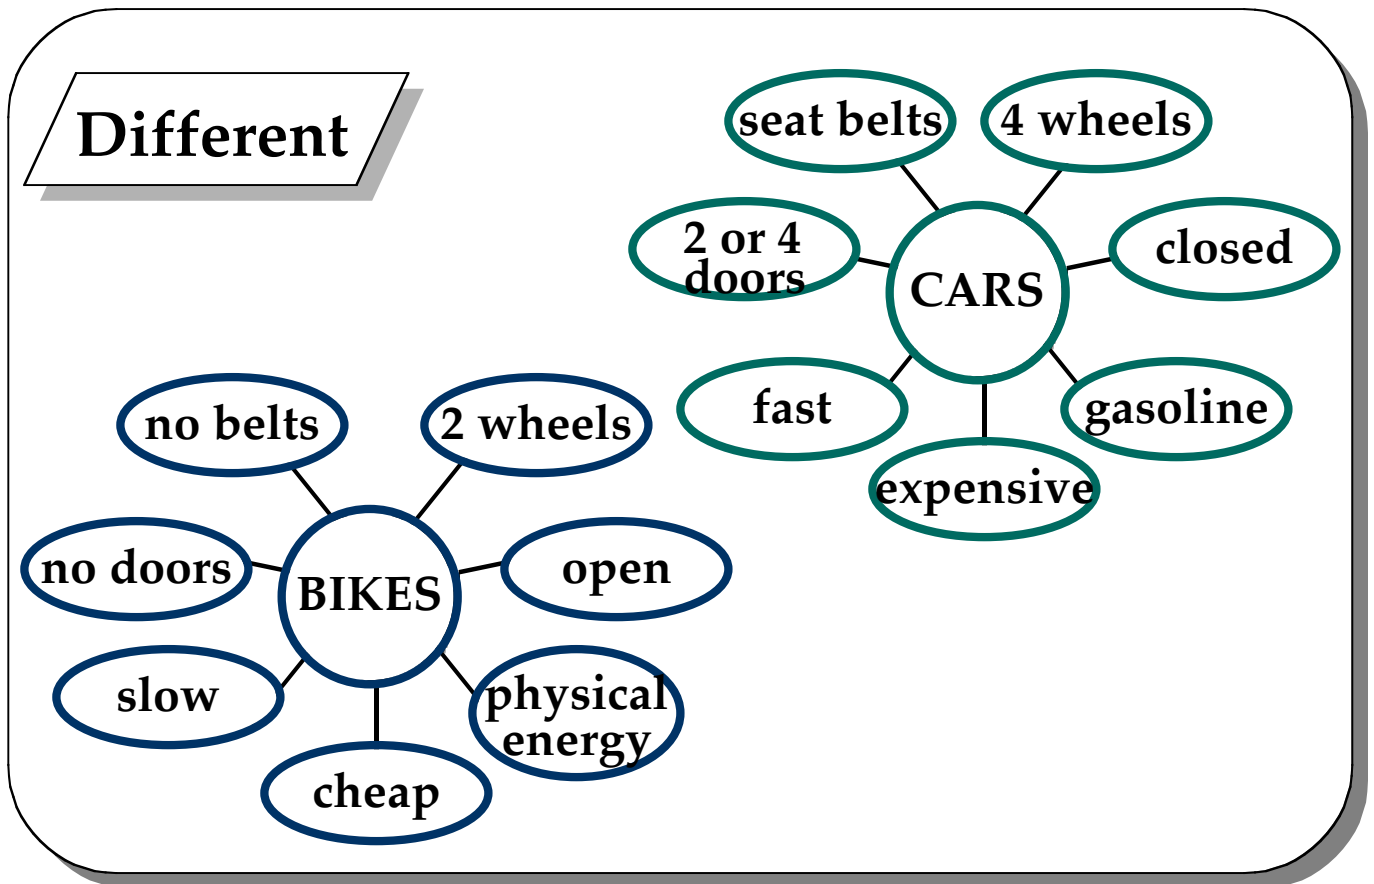 Different
seat belts
4 wheels
2 or 4
doors
closed
CARS
fast
gasoline
expensive
no belts
2 wheels
no doors
open
BIKES
slow
physical
energy
cheap